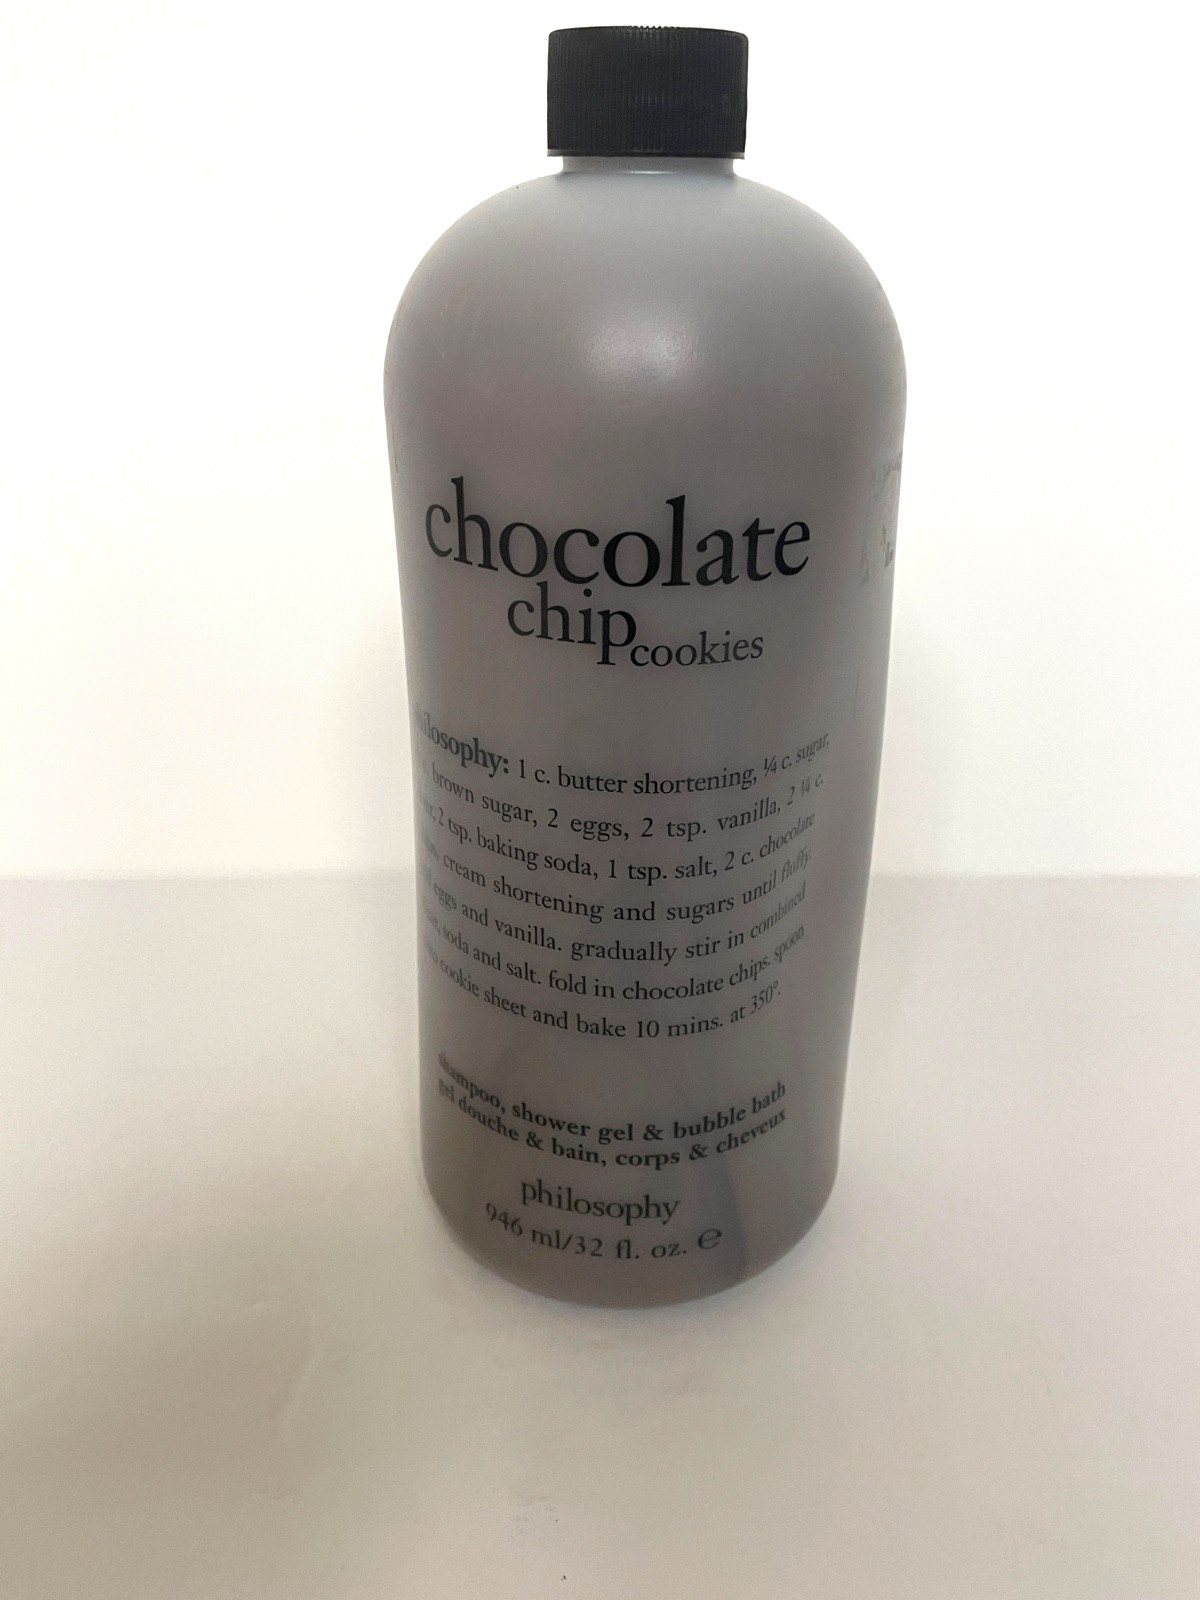 chocolate
chip cookies
philosophy: 1 c. butter shortening, ¼ c. sugar,
c. brown sugar, 2 eggs, 2 tsp. vanilla, 2 ¼ c.
2 tsp. baking soda, 1 tsp. salt, 2 c. chocolate
cream shortening and sugars until fluffy.
eggs and vanilla. gradually stir in combined
soda and salt. fold in chocolate chips. spoon
cookie sheet and bake 10 mins. at 350°.
shampoo, shower gel & bubble bath
gel douche & bain, corps & cheveux
philosophy
946 ml/32 fl. oz. ℮